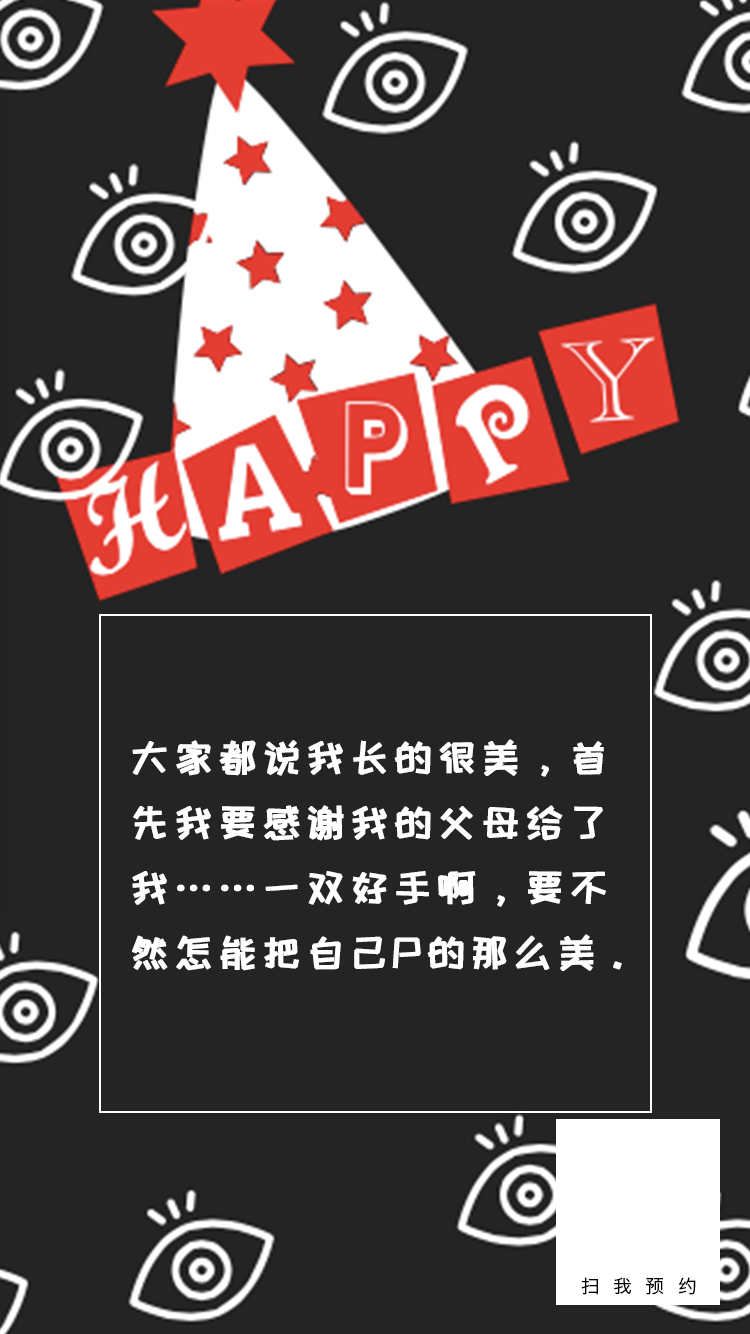 HAPPY
大家都说我长的很美，首
先我要感谢我的父母给了
我……一双好手啊，要不
然怎能把自己P的那么美．
扫我预约